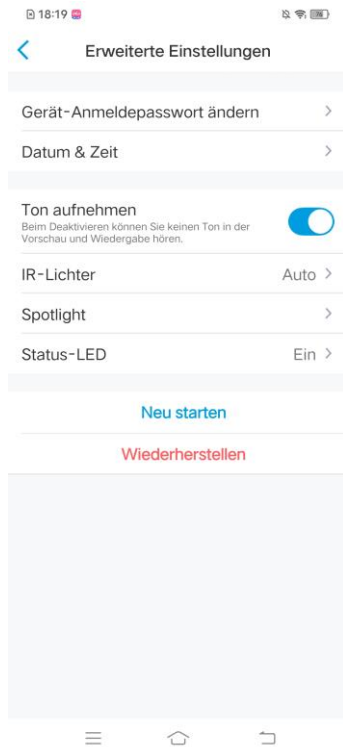 18:19
Erweiterte Einstellungen
Gerät-Anmeldepasswort ändern
Datum & Zeit
Ton aufnehmen
Beim Deaktivieren können Sie keinen Ton in der
Vorschau und Wiedergabe hören.
IR-Lichter Auto
Spotlight
Status-LED Ein
Neu starten
Wiederherstellen